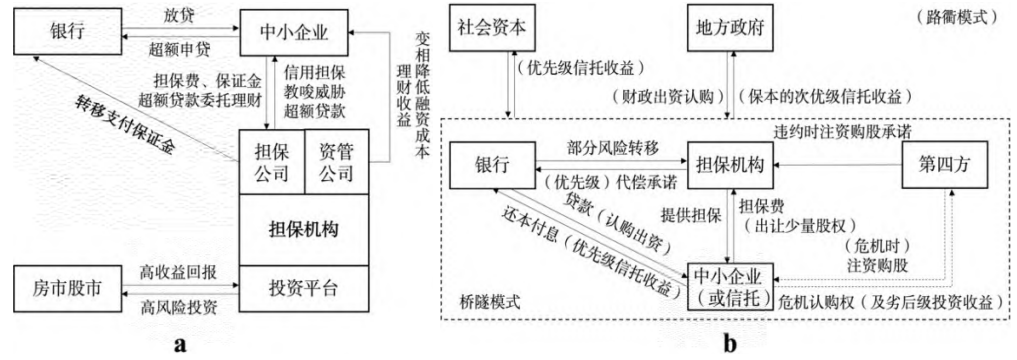 放贷
银行
中小企业
超额申贷
担保费、保证金
超额贷款委托理财
信用担保
教唆威胁
超额贷款
转移支付保证金
变相降低融资成本
理财收益
担保
公司
资管
公司
担保机构
高收益回报
房市股市
投资平台
高风险投资
a
社会资本
地方政府
（路衢模式）
（优先级信托收益）
（财政出资认购）
（保本的次优级信托收益）
违约时注资购股承诺
银行
部分风险转移
担保机构
第四方
（优先级）代偿承诺
贷款（认购出资）
还本付息（优先级信托收益）
提供担保
担保费
（出让少量股权）
（危机时）
注资购股
中小企业
（或信托）
危机认购权（及劣后级投资收益）
桥隧模式
b